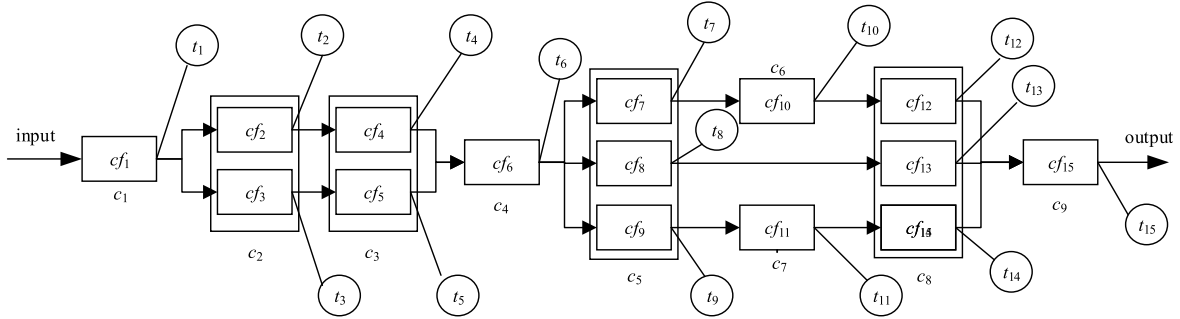 input
cf1
c1
t1
cf2
cf3
c2
t2
t3
cf4
cf5
c3
t4
t5
cf6
c4
t6
cf7
cf8
cf9
c5
t7
t8
t9
c6
cf10
t10
cf11
c7
t11
cf12
cf13
c8
t12
t13
t14
cf15
c9
output
t15